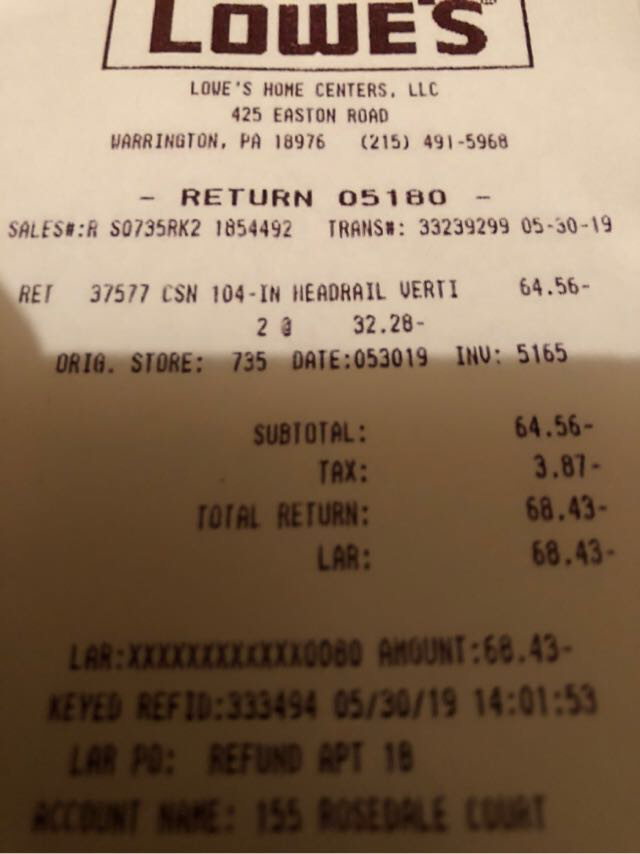 LOWE'S
LOWE'S HOME CENTERS, LLC
425 EASTON ROAD
WARRINGTON, PA 18976 (215) 491-5968
- RETURN 05180 -
SALES#:R S0735RK2 1854492 TRANS#: 33239299 05-30-19
RET 37577 CSN 104-IN HEADRAIL VERTI 64.56-
2 @ 32.28-
ORIG. STORE: 735 DATE:053019 INV: 5165
SUBTOTAL: 64.56-
TAX: 3.87-
TOTAL RETURN: 68.43-
LAR: 68.43-
LAR:XXXXXXXXXXXX0080 AMOUNT:68.43-
KEYED REFID:333494 05/30/19 14:01:53
LAR PO: REFUND APT 18
ACCOUNT NAME: 155 ROSEDALE COURT